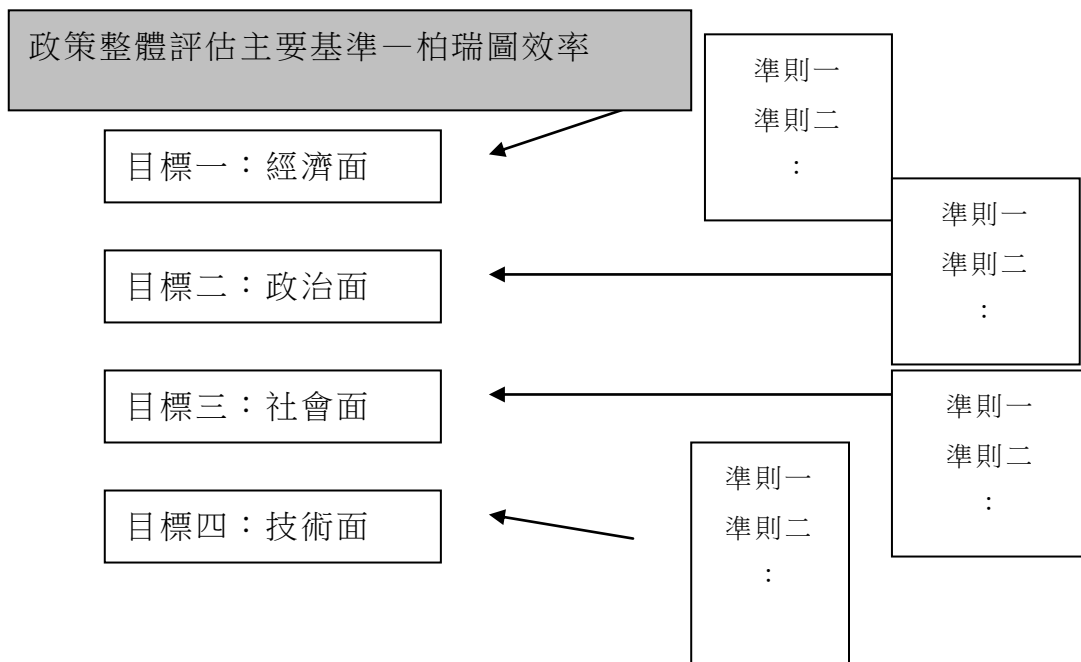 政策整體評估主要基準—柏瑞圖效率
目標一：經濟面
準則一
準則二
：
目標二：政治面
準則一
準則二
：
目標三：社會面
準則一
準則二
：
目標四：技術面
準則一
準則二
：